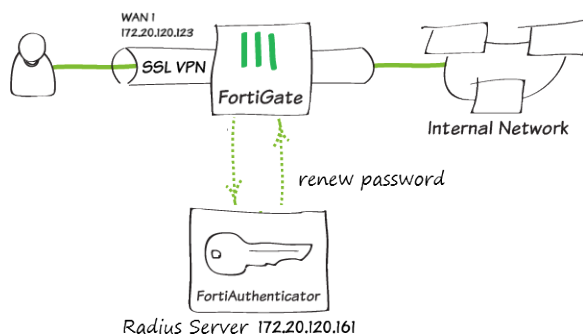 WAN 1
172.20.120.123
SSL VPN
FortiGate
Internal Network
renew password
FortiAuthenticator
Radius Server 172.20.120.161